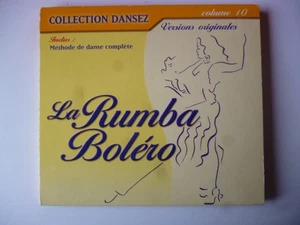 COLLECTION DANSEZ
volume 10
Inclus :
Méthode de danse complète
Versions originales
La Rumba
Boléro